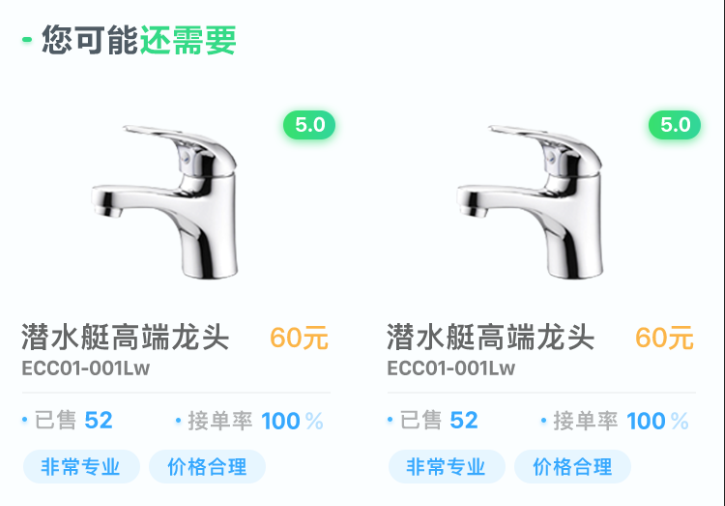 您可能还需要
5.0
5.0
潜水艇高端龙头 60元
ECC01-001Lw
已售 52 接单率 100%
非常专业 价格合理
潜水艇高端龙头 60元
ECC01-001Lw
已售 52 接单率 100%
非常专业 价格合理